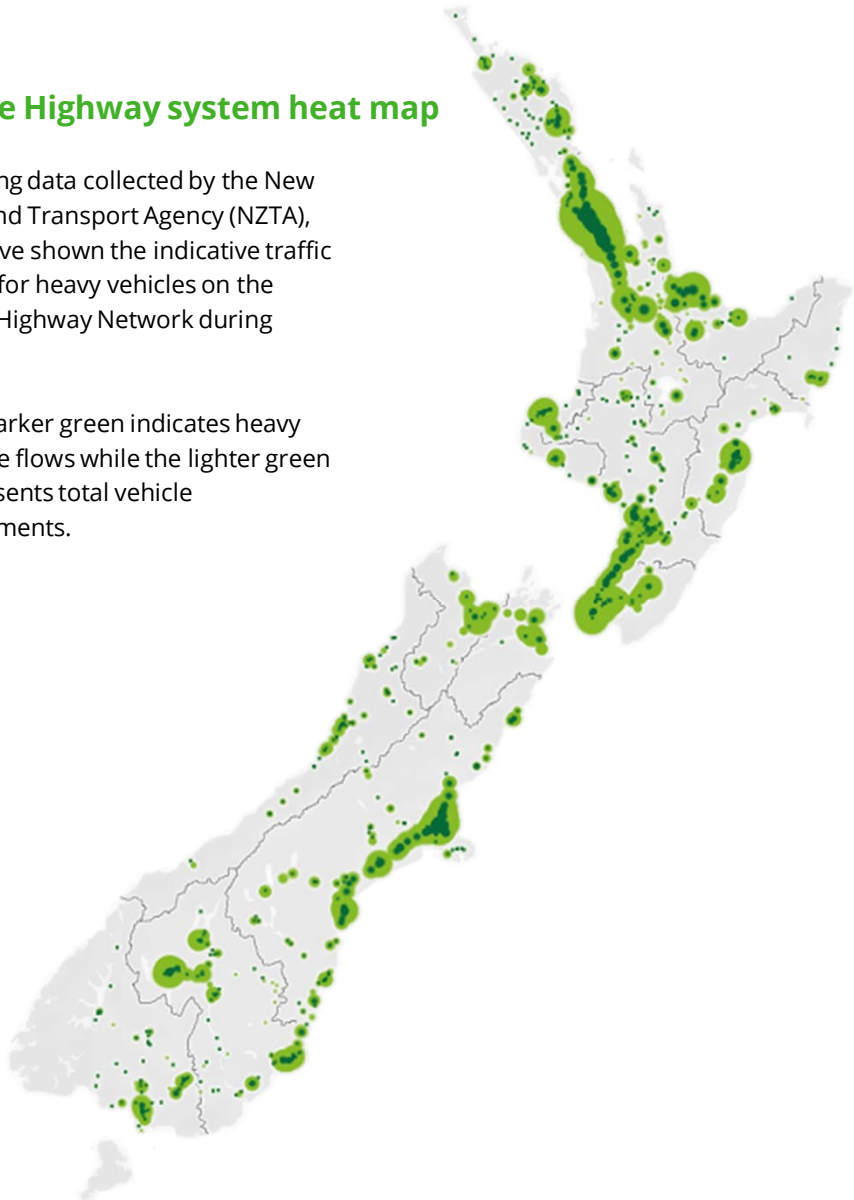 e Highway system heat map
ng data collected by the New
nd Transport Agency (NZTA),
ve shown the indicative traffic
for heavy vehicles on the
Highway Network during
arker green indicates heavy
e flows while the lighter green
sents total vehicle
ments.